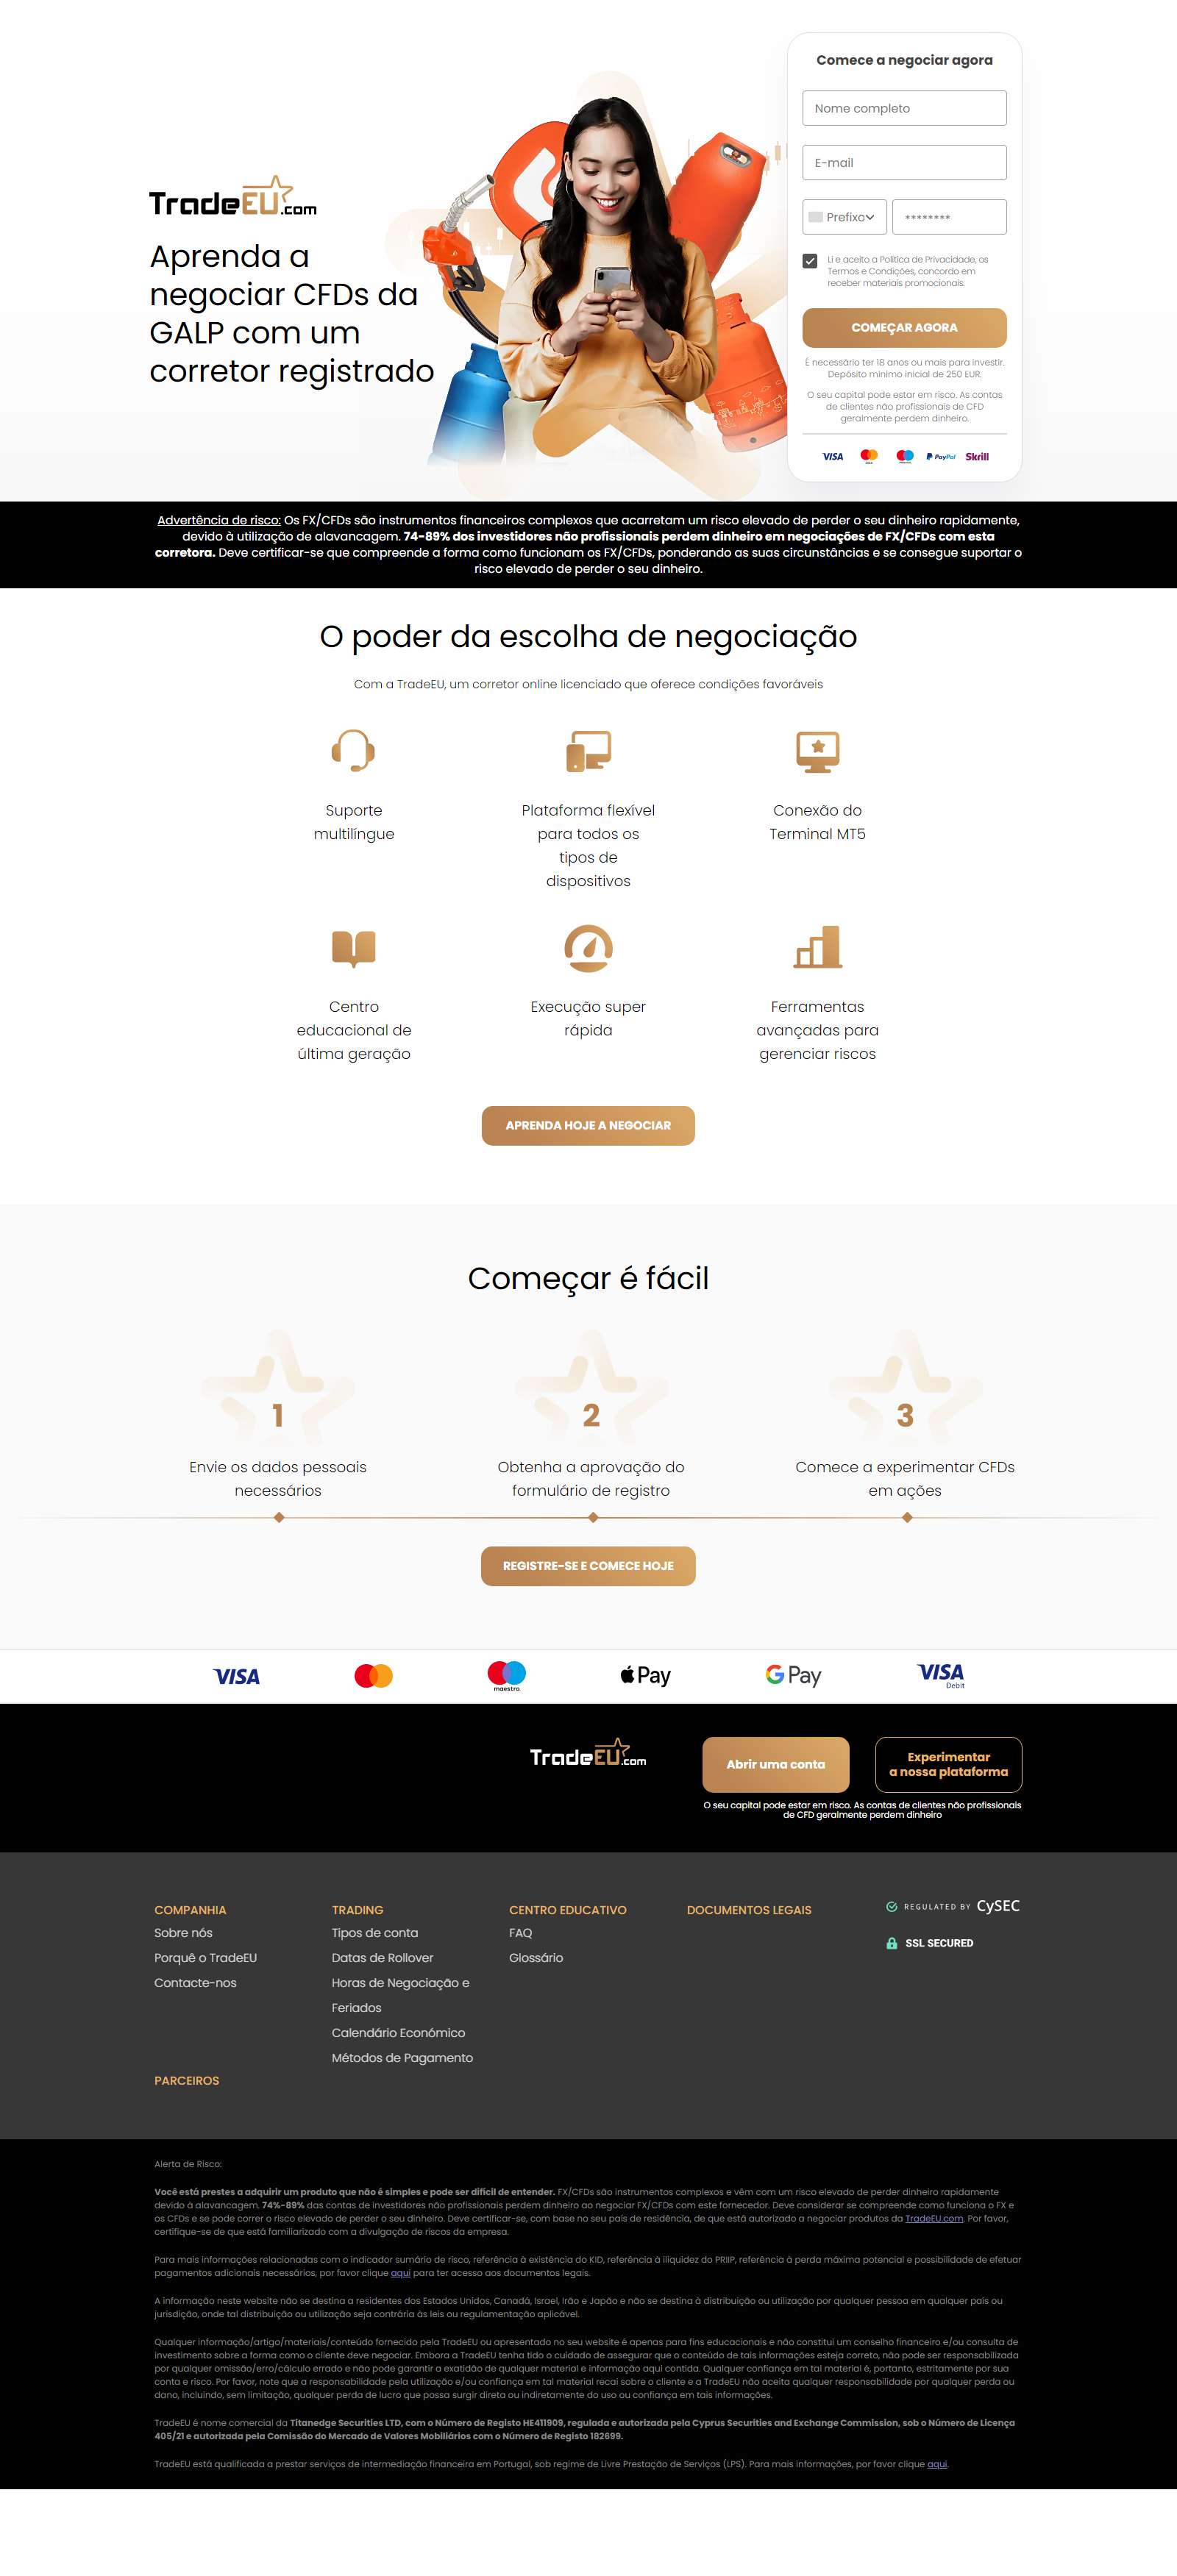 TradeEU.com
Aprenda a
negociar CFDs da
GALP com um
corretor registrado
Comece a negociar agora
Nome completo
E-mail
Prefixo ********
Li e aceito a Política de Privacidade, os
Termos e Condições, concordo em
receber materiais promocionais.
COMEÇAR AGORA
É necessário ter 18 anos ou mais para investir.
Depósito mínimo inicial de 250 EUR.
O seu capital pode estar em risco. As contas
de clientes não profissionais de CFD
geralmente perdem dinheiro.
VISA PayPal Skrill
Advertência de risco: Os FX/CFDs são instrumentos financeiros complexos que acarretam um risco elevado de perder o seu dinheiro rapidamente,
devido à utilização de alavancagem. 74-89% dos investidores não profissionais perdem dinheiro em negociações de FX/CFDs com esta
corretora. Deve certificar-se que compreende a forma como funcionam os FX/CFDs, ponderando as suas circunstâncias e se consegue suportar o
risco elevado de perder o seu dinheiro.
O poder da escolha de negociação
Com a TradeEU, um corretor online licenciado que oferece condições favoráveis
Suporte
multilíngue
Plataforma flexível
para todos os
tipos de
dispositivos
Conexão do
Terminal MT5
Centro
educacional de
última geração
Execução super
rápida
Ferramentas
avançadas para
gerenciar riscos
APRENDA HOJE A NEGOCIAR
Começar é fácil
1
Envie os dados pessoais
necessários
2
Obtenha a aprovação do
formulário de registro
3
Comece a experimentar CFDs
em ações
REGISTRE-SE E COMECE HOJE
VISA maestro Pay G Pay VISA Debit
TradeEU.com
Abrir uma conta
Experimentar
a nossa plataforma
O seu capital pode estar em risco. As contas de clientes não profissionais
de CFD geralmente perdem dinheiro
COMPANHIA
Sobre nós
Porquê o TradeEU
Contacte-nos
TRADING
Tipos de conta
Datas de Rollover
Horas de Negociação e
Feriados
Calendário Económico
Métodos de Pagamento
CENTRO EDUCATIVO
FAQ
Glossário
DOCUMENTOS LEGAIS
REGULATED BY CySEC
SSL SECURED
PARCEIROS
Alerta de Risco:
Você está prestes a adquirir um produto que não é simples e pode ser difícil de entender. FX/CFDs são instrumentos complexos e vêm com um risco elevado de perder dinheiro rapidamente
devido à alavancagem. 74%-89% das contas de investidores não profissionais perdem dinheiro ao negociar FX/CFDs com este fornecedor. Deve considerar se compreende como funciona o FX e
os CFDs e se pode correr o risco elevado de perder o seu dinheiro. Deve certificar-se, com base no seu país de residência, de que está autorizado a negociar produtos da TradeEU.com. Por favor,
certifique-se de que está familiarizado com a divulgação de riscos da empresa.
Para mais informações relacionadas com o indicador sumário de risco, referência à existência do KID, referência à iliquidez do PRIIP, referência à perda máxima potencial e possibilidade de efetuar
pagamentos adicionais necessários, por favor clique aqui para ter acesso aos documentos legais.
A informação neste website não se destina a residentes dos Estados Unidos, Canadá, Israel, Irão e Japão e não se destina à distribuição ou utilização por qualquer pessoa em qualquer país ou
jurisdição, onde tal distribuição ou utilização seja contrária às leis ou regulamentação aplicável.
Qualquer informação/artigo/materiais/conteúdo fornecido pela TradeEU ou apresentado no seu website é apenas para fins educacionais e não constitui um conselho financeiro e/ou consulta de
investimento sobre a forma como o cliente deve negociar. Embora a TradeEU tenha tido o cuidado de assegurar que o conteúdo de tais informações esteja correto, não pode ser responsabilizada
por qualquer omissão/erro/cálculo errado e não pode garantir a exatidão de qualquer material e informação aqui contida. Qualquer confiança em tal material é, portanto, estritamente por sua
conta e risco. Por favor, note que a responsabilidade pela utilização e/ou confiança em tal material recai sobre o cliente e a TradeEU não aceita qualquer responsabilidade por qualquer perda ou
dano, incluindo, sem limitação, qualquer perda de lucro que possa surgir direta ou indiretamente do uso ou confiança em tais informações.
TradeEU é nome comercial da Titanedge Securities LTD, com o Número de Registo HE411909, regulada e autorizada pela Cyprus Securities and Exchange Commission, sob o Número de Licença
405/21 e autorizada pela Comissão do Mercado de Valores Mobiliários com o Número de Registo 182699.
TradeEU está qualificada a prestar serviços de intermediação financeira em Portugal, sob regime de Livre Prestação de Serviços (LPS). Para mais informações, por favor clique aqui.